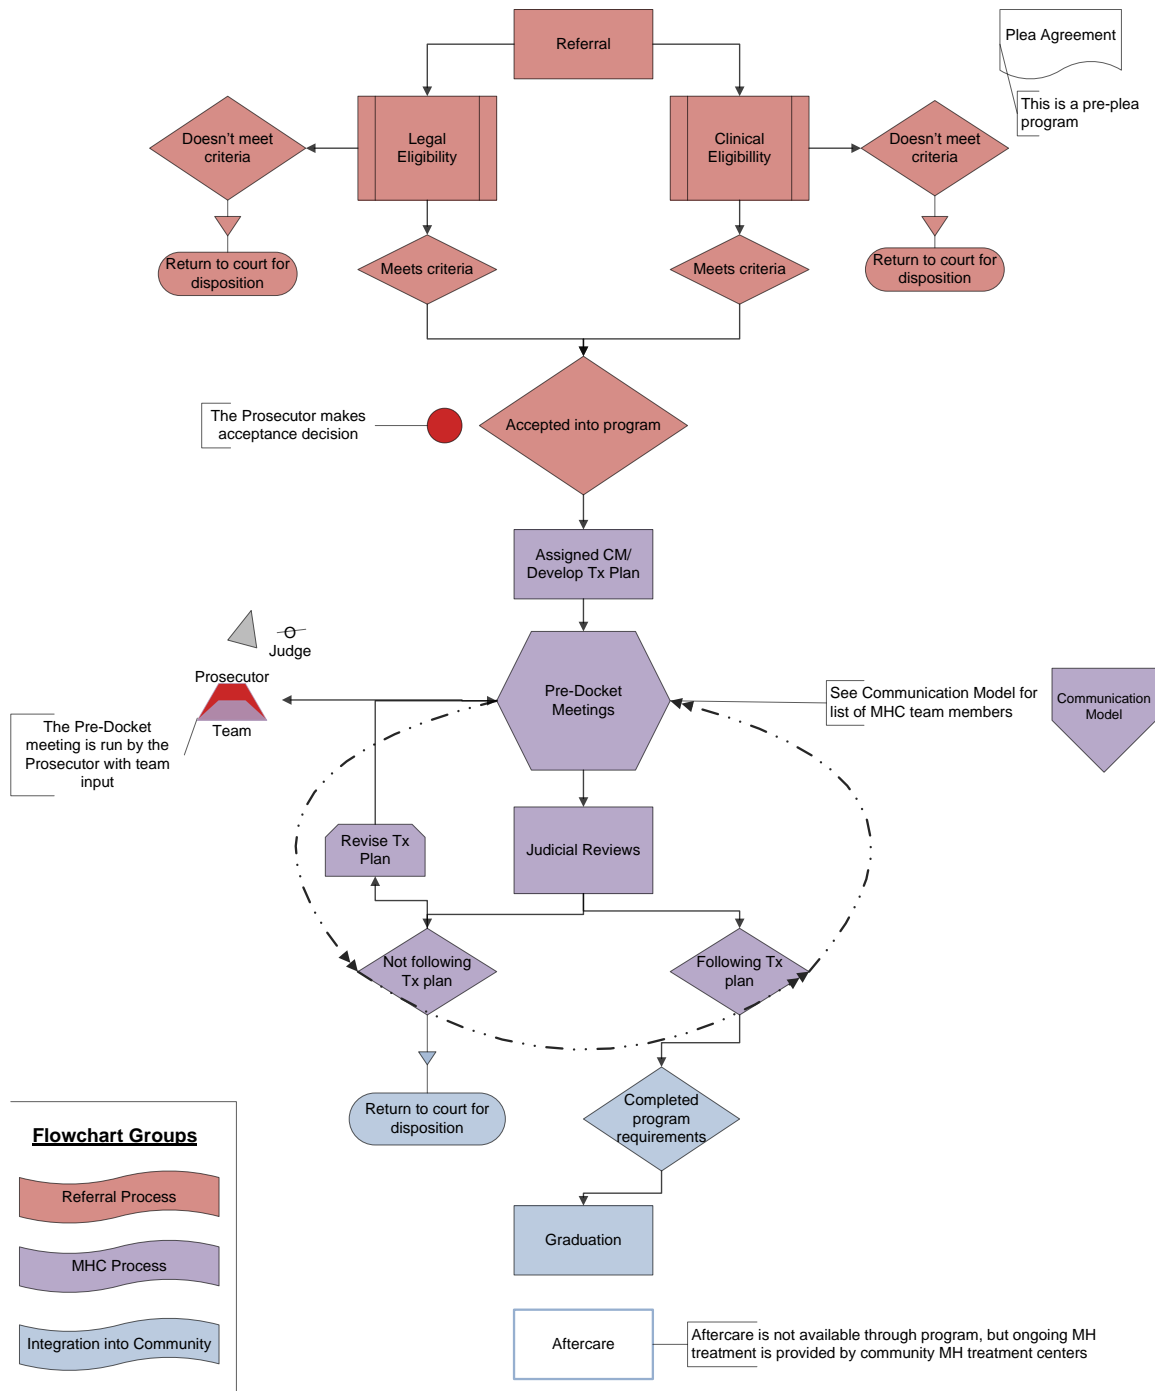 Referral
Plea Agreement
This is a pre-plea
program
Doesn't meet
criteria
Legal
Eligibility
Clinical
Eligibillity
Doesn't meet
criteria
Return to court for
disposition
Meets criteria
Meets criteria
Return to court for
disposition
The Prosecutor makes
acceptance decision
Accepted into program
Assigned CM/
Develop Tx Plan
O
Judge
Prosecutor
Team
The Pre-Docket
meeting is run by the
Prosecutor with team
input
Pre-Docket
Meetings
See Communication Model for
list of MHC team members
Communication
Model
Revise Tx
Plan
Judicial Reviews
Not following
Tx plan
Following Tx
plan
Return to court for
disposition
Completed
program
requirements
Flowchart Groups
Referral Process
MHC Process
Integration into Community
Graduation
Aftercare
Aftercare is not available through program, but ongoing MH
treatment is provided by community MH treatment centers